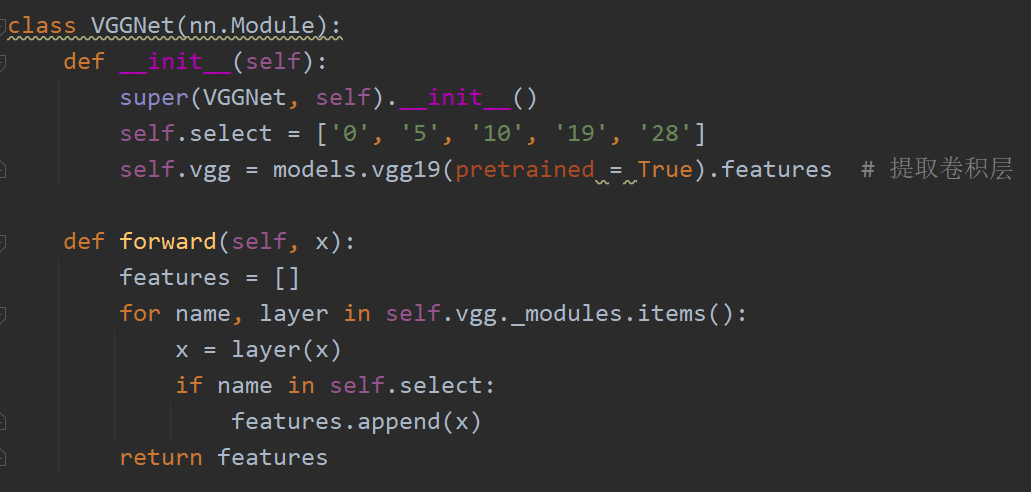 class VGGNet(nn.Module):
    def __init__(self):
        super(VGGNet, self).__init__()
        self.select = ['0', '5', '10', '19', '28']
        self.vgg = models.vgg19(pretrained = True).features  # 提取卷积层
    def forward(self, x):
        features = []
        for name, layer in self.vgg._modules.items():
            x = layer(x)
            if name in self.select:
                features.append(x)
        return features